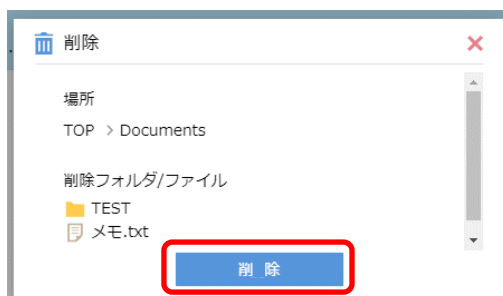 削除
場所
TOP > Documents
削除フォルダ/ファイル
TEST
メモ.txt
削 除